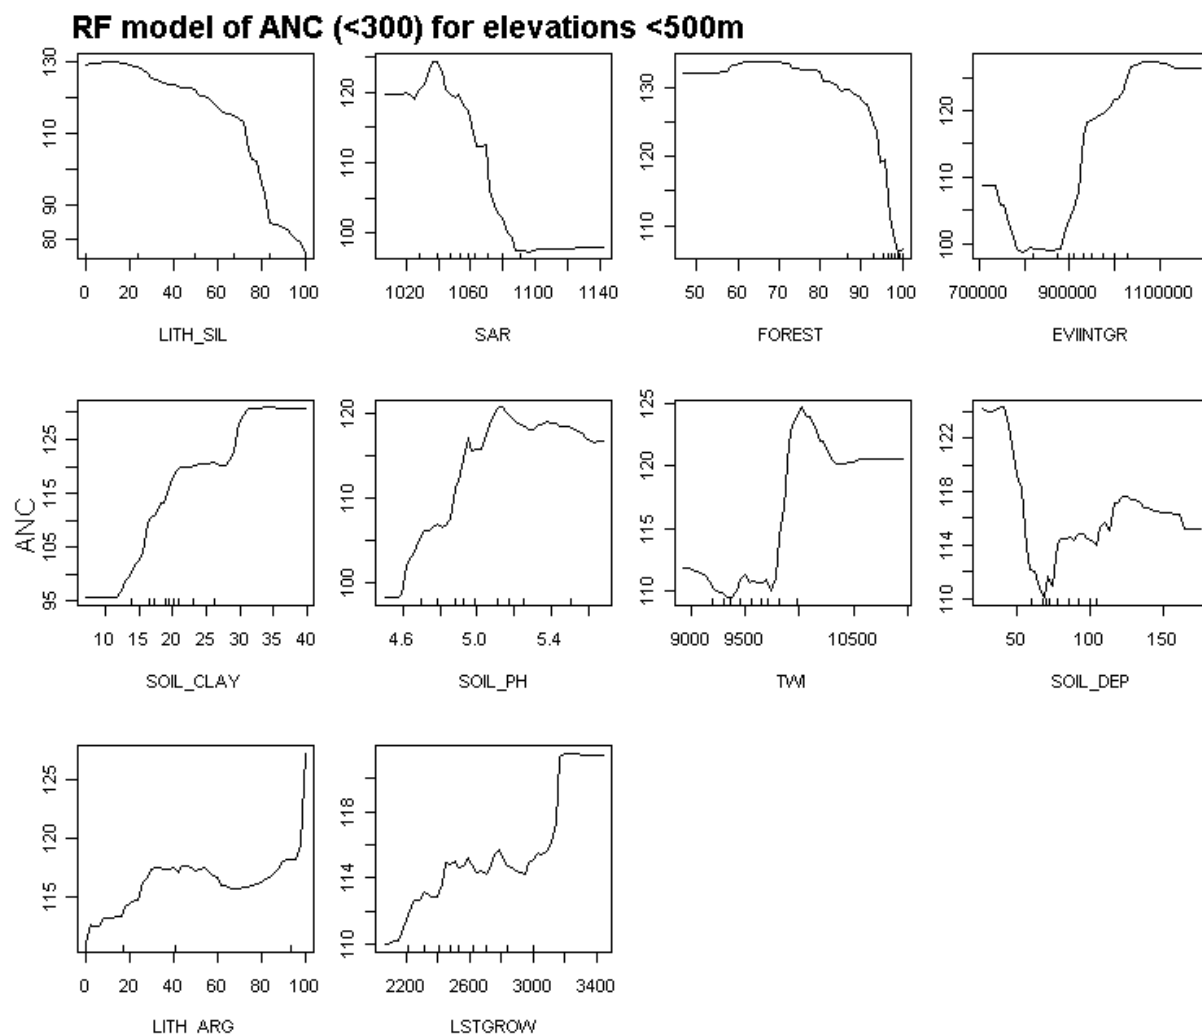 RF model of ANC (<300) for elevations <500m
130
110
90
80
0 20 40 60 80 100
LITH_SIL
120
110
100
1020 1060 1100 1140
SAR
130
120
110
50 60 70 80 90 100
FOREST
120
110
100
700000 900000 1100000
EVIINTGR
ANC
125
115
105
95
10 15 20 25 30 35 40
SOIL_CLAY
120
110
100
4.6 5.0 5.4
SOIL_PH
125
120
115
110
9000 9500 10500
TWI
122
118
114
110
50 100 150
SOIL_DEP
125
120
115
0 20 40 60 80 100
LITH_ARG
118
114
110
2200 2600 3000 3400
LSTGROW